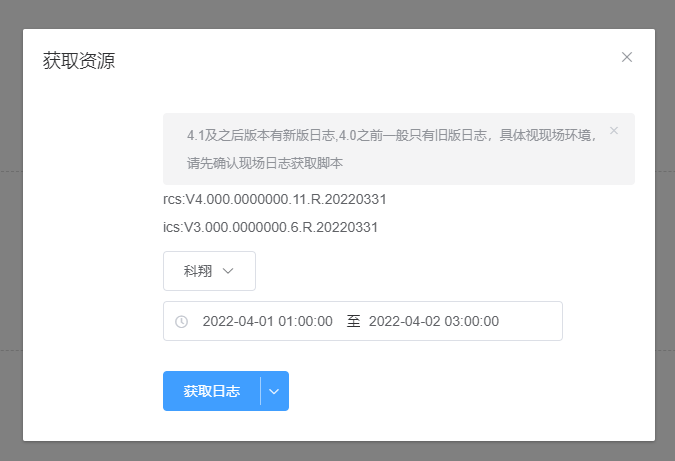 获取资源
4.1及之后版本有新版日志,4.0之前一般只有旧版日志，具体视现场环境，
请先确认现场日志获取脚本
rcs:V4.000.0000000.11.R.20220331
ics:V3.000.0000000.6.R.20220331
科翔
2022-04-01 01:00:00 至 2022-04-02 03:00:00
获取日志